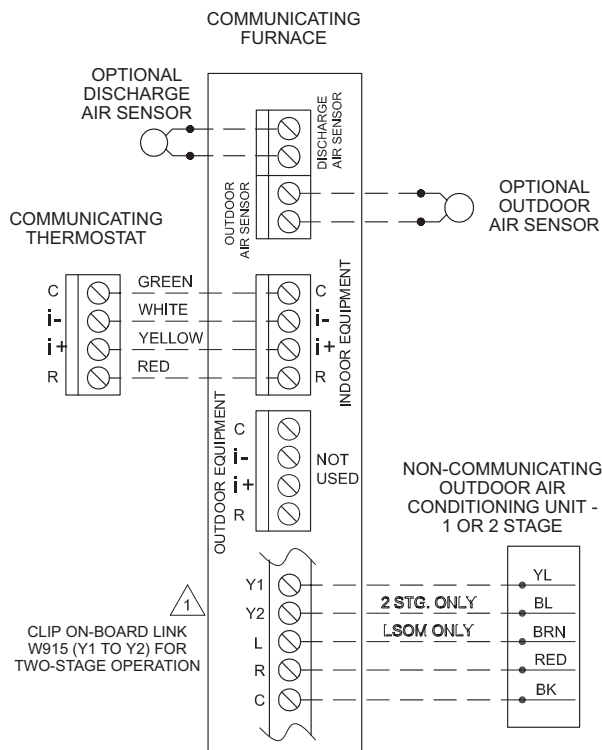 COMMUNICATING
FURNACE
OPTIONAL
DISCHARGE
AIR SENSOR
DISCHARGE
AIR SENSOR
OUTDOOR
AIR SENSOR
OPTIONAL
OUTDOOR
AIR SENSOR
COMMUNICATING
THERMOSTAT
C GREEN C
i- WHITE i-
i+ YELLOW i+
R RED R
INDOOR EQUIPMENT
OUTDOOR EQUIPMENT
C
i-
i+
R
NOT
USED
NON-COMMUNICATING
OUTDOOR AIR
CONDITIONING UNIT -
1 OR 2 STAGE
Y1 YL
Y2 2 STG. ONLY BL
L LSOM ONLY BRN
R RED
C BK
1
CLIP ON-BOARD LINK
W915 (Y1 TO Y2) FOR
TWO-STAGE OPERATION